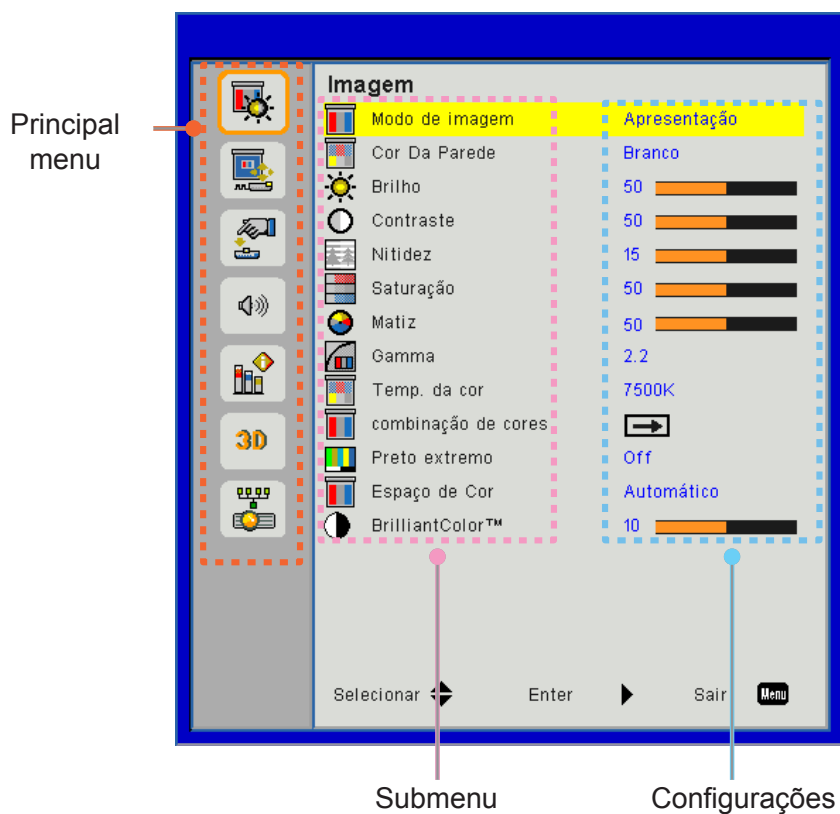 Principal
menu
Imagem
Modo de imagem Apresentação
Cor Da Parede Branco
Brilho 50
Contraste 50
Nitidez 15
Saturação 50
Matiz 50
Gamma 2.2
Temp. da cor 7500K
combinação de cores
Preto extremo Off
Espaço de Cor Automático
BrilliantColor™ 10
3D
Selecionar Enter Sair Menu
Submenu Configurações